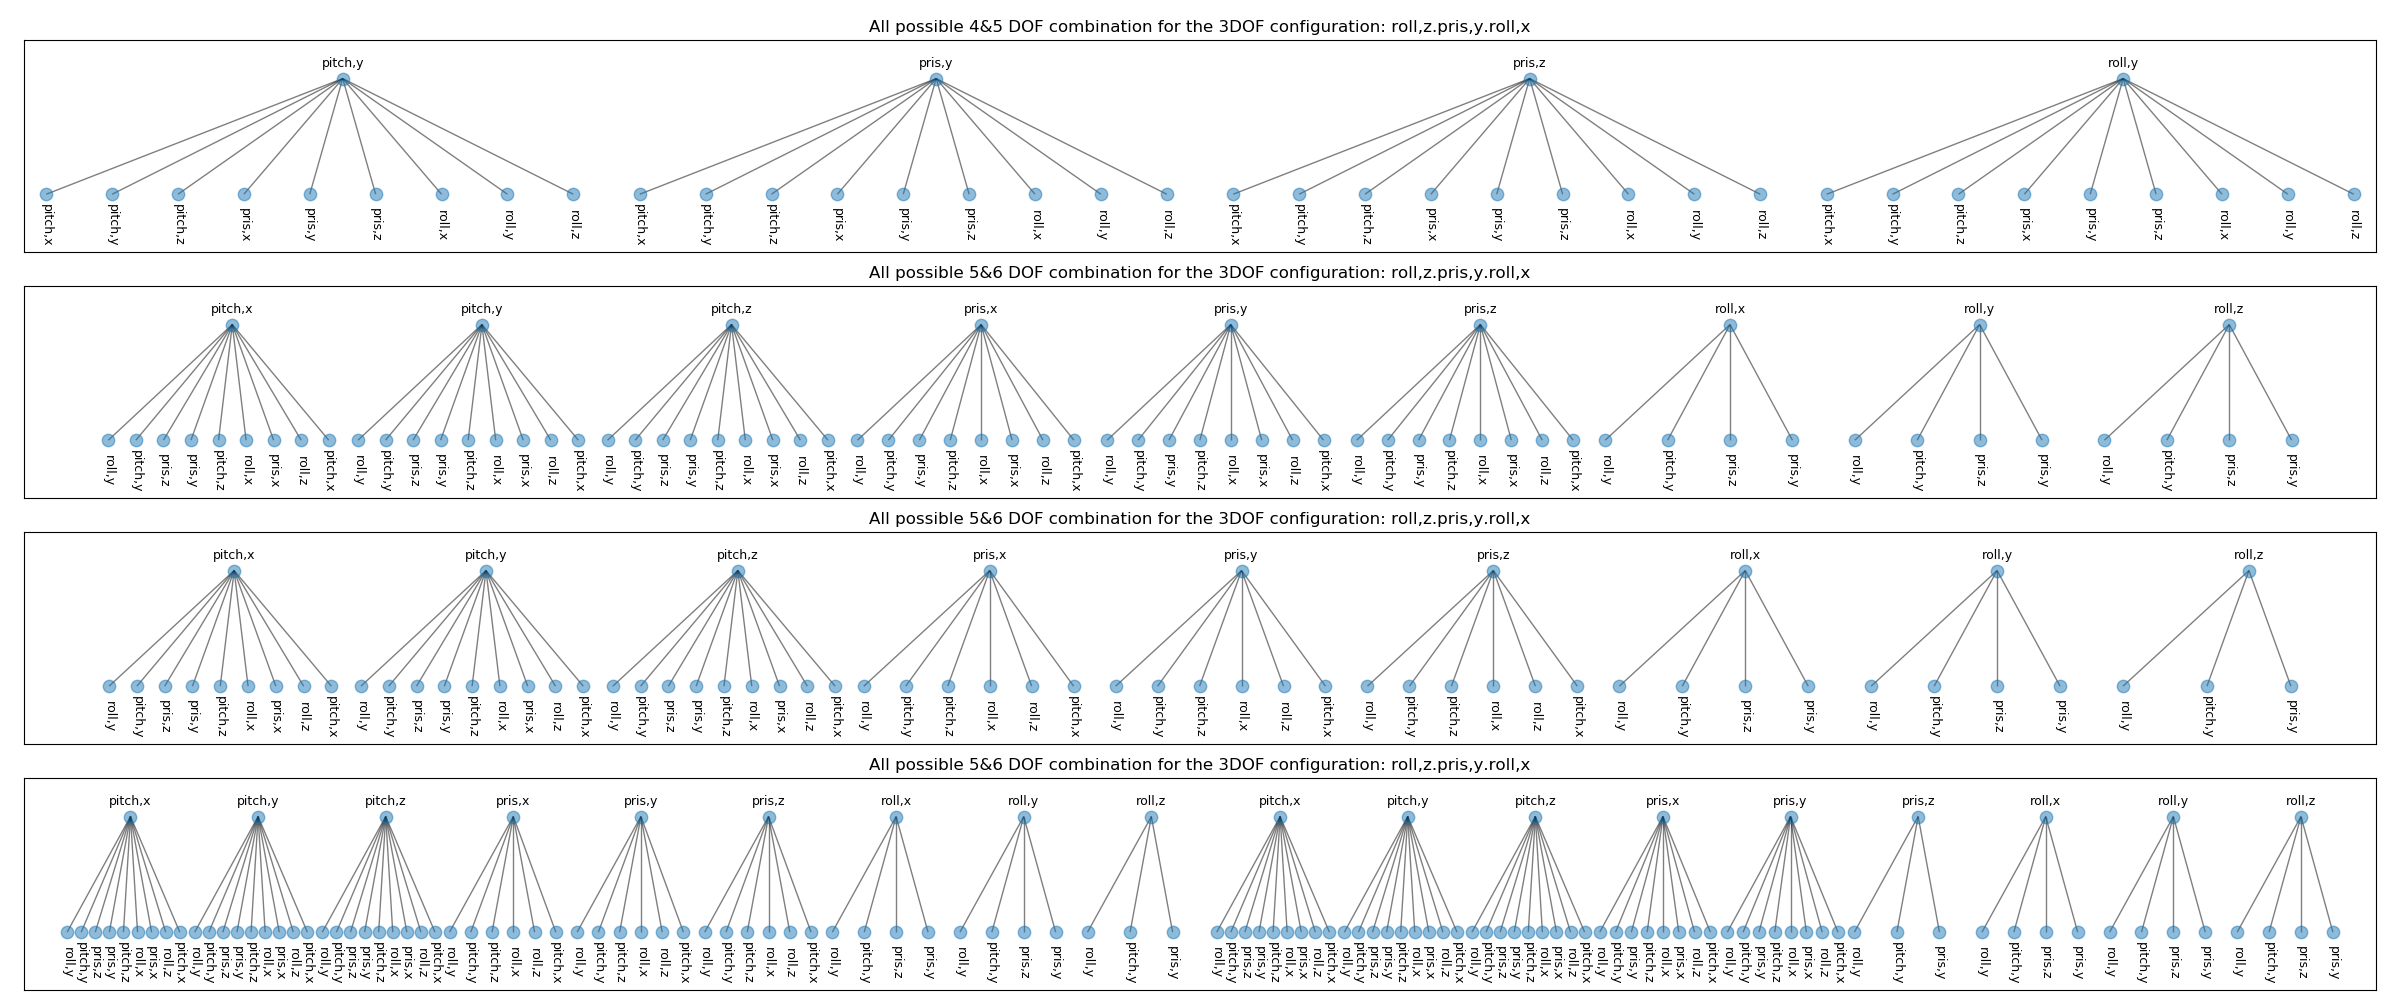 All possible 4&5 DOF combination for the 3DOF configuration: roll,z.pris,y.roll,x
pitch,y pris,y pris,z roll,y
pitch,x pitch,y pitch,z pris,x pris,y pris,z roll,x roll,y roll,z pitch,x pitch,y pitch,z pris,x pris,y pris,z roll,x roll,y roll,z pitch,x pitch,y pitch,z pris,x pris,y pris,z roll,x roll,y roll,z pitch,x pitch,y pitch,z pris,x pris,y pris,z roll,x roll,y roll,z
All possible 5&6 DOF combination for the 3DOF configuration: roll,z.pris,y.roll,x
pitch,x pitch,y pitch,z pris,x pris,y pris,z roll,x roll,y roll,z
roll,y pitch,y pris,z pris,y pitch,z roll,x pris,x roll,z pitch,x roll,y pitch,y pris,z pris,y pitch,z roll,x pris,x roll,z pitch,x roll,y pitch,y pris,z pris,y pitch,z roll,x pris,x roll,z pitch,x roll,y pitch,y pris,y pitch,z roll,x pris,x roll,z pitch,x roll,y pitch,y pris,y pitch,z roll,x pris,x roll,z pitch,x roll,y pitch,y pris,y pitch,z roll,x pris,x roll,z pitch,x roll,y pitch,y pris,z pris,y roll,y pitch,y pris,z pris,y roll,y pitch,y pris,z pris,y
All possible 5&6 DOF combination for the 3DOF configuration: roll,z.pris,y.roll,x
pitch,x pitch,y pitch,z pris,x pris,y pris,z roll,x roll,y roll,z
roll,y pitch,y pris,z pris,y pitch,z roll,x pris,x roll,z pitch,x roll,y pitch,y pris,z pris,y pitch,z roll,x pris,x roll,z pitch,x roll,y pitch,y pris,z pris,y pitch,z roll,x pris,x roll,z pitch,x roll,y pitch,y pitch,z roll,x roll,z pitch,x roll,y pitch,y pitch,z roll,x roll,z pitch,x roll,y pitch,y pitch,z roll,x roll,z pitch,x roll,y pitch,y pris,z pris,y roll,y pitch,y pris,z pris,y roll,y pitch,y pris,y
All possible 5&6 DOF combination for the 3DOF configuration: roll,z.pris,y.roll,x
pitch,x pitch,y pitch,z pris,x pris,y pris,z roll,x roll,y roll,z pitch,x pitch,y pitch,z pris,x pris,y pris,z roll,x roll,y roll,z
roll,y pitch,y pris,z pris,y pitch,z roll,x pris,x roll,z pitch,x roll,y pitch,y pris,z pris,y pitch,z roll,x pris,x roll,z pitch,x roll,y pitch,y pris,z pris,y pitch,z roll,x pris,x roll,z pitch,x roll,y pitch,y pitch,z roll,x roll,z pitch,x roll,y pitch,y pitch,z roll,x roll,z pitch,x roll,y pitch,y pitch,z roll,x roll,z pitch,x roll,y pitch,y pris,z pris,y roll,y pitch,y pris,z pris,y roll,y pitch,y pris,y roll,y pitch,y pris,z pris,y pitch,z roll,x pris,x roll,z pitch,x roll,y pitch,y pris,z pris,y pitch,z roll,x pris,x roll,z pitch,x roll,y pitch,y pris,z pris,y pitch,z roll,x pris,x roll,z pitch,x roll,y pitch,y pris,y pitch,z roll,x pris,x roll,z pitch,x roll,y pitch,y pris,y pitch,z roll,x pris,x roll,z pitch,x roll,y pitch,y pris,y roll,y pitch,y pris,z pris,y roll,y pitch,y pris,z pris,y roll,y pitch,y pris,z pris,y